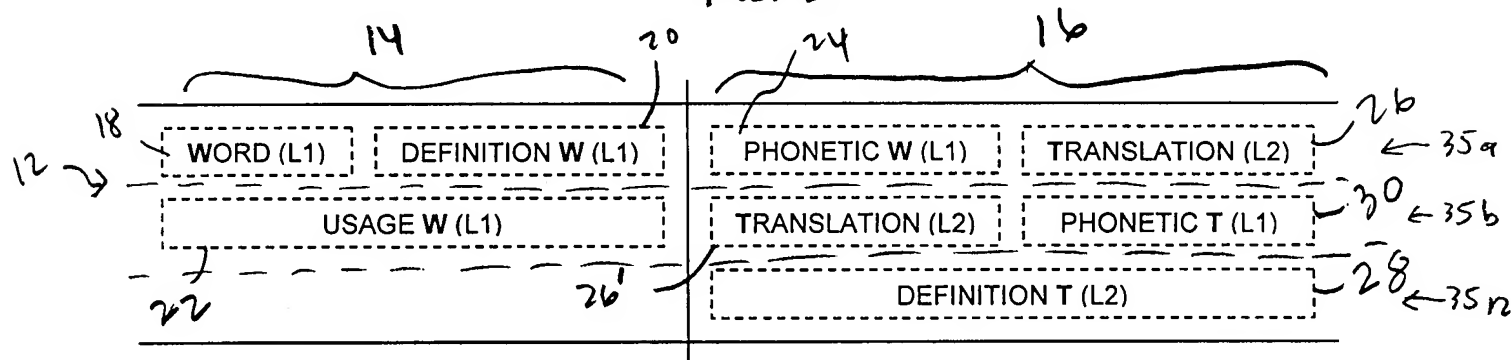 14 20 24 16
18 WORD (L1) DEFINITION W (L1) PHONETIC W (L1) TRANSLATION (L2) 26 35a
12
USAGE W (L1) TRANSLATION (L2) PHONETIC T (L1) 30 35b
22 26' DEFINITION T (L2) 28 35n